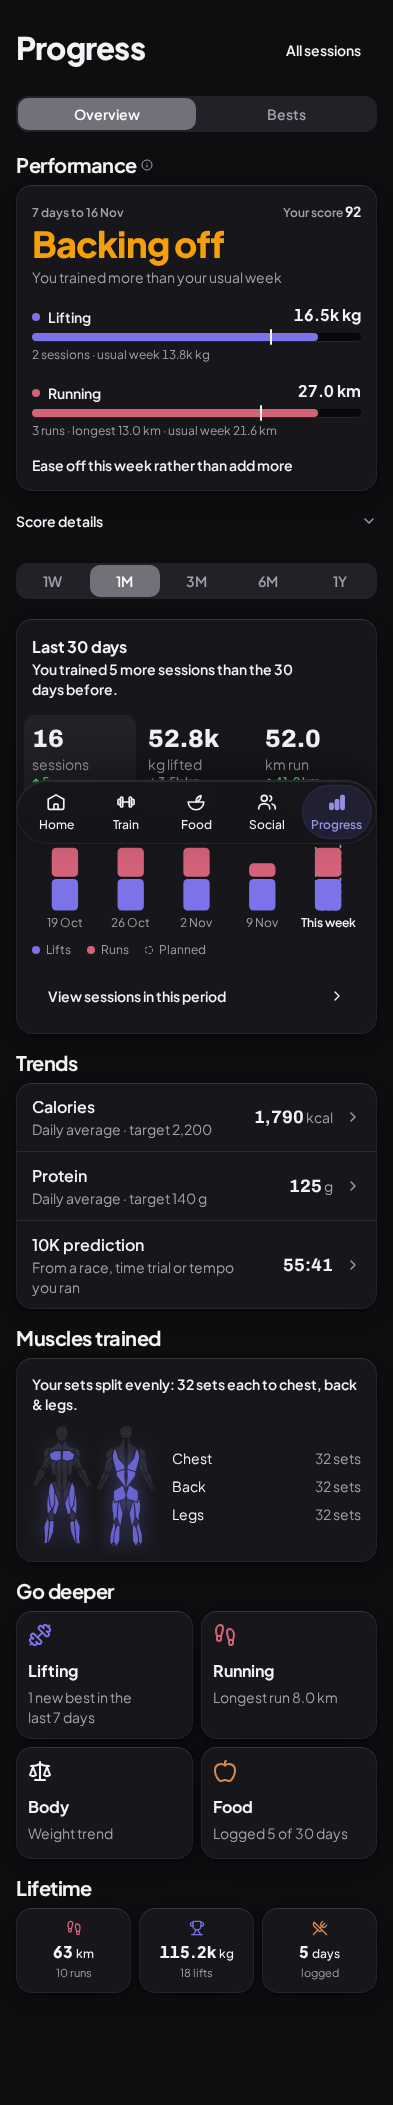 Progress
All sessions
Overview
Bests
Performance
7 days to 16 Nov
Your score 92
Backing off
You trained more than your usual week
Lifting
16.5k kg
2 sessions · usual week 13.8k kg
Running
27.0 km
3 runs · longest 13.0 km · usual week 21.6 km
Ease off this week rather than add more
Score details
1W
1M
3M
6M
1Y
Last 30 days
You trained 5 more sessions than the 30
days before.
16
52.8k
52.0
sessions
kg lifted
km run
Home
Train
Food
Social
Progress
19 Oct
26 Oct
2 Nov
9 Nov
This week
Lifts
Runs
Planned
View sessions in this period
Trends
Calories
Daily average · target 2,200
1,790 kcal
Protein
Daily average · target 140 g
125 g
10K prediction
From a race, time trial or tempo
you ran
55:41
Muscles trained
Your sets split evenly: 32 sets each to chest, back
& legs.
Chest
32 sets
Back
32 sets
Legs
32 sets
Go deeper
Lifting
1 new best in the
last 7 days
Running
Longest run 8.0 km
Body
Weight trend
Food
Logged 5 of 30 days
Lifetime
63 km
10 runs
115.2k kg
18 lifts
5 days
logged